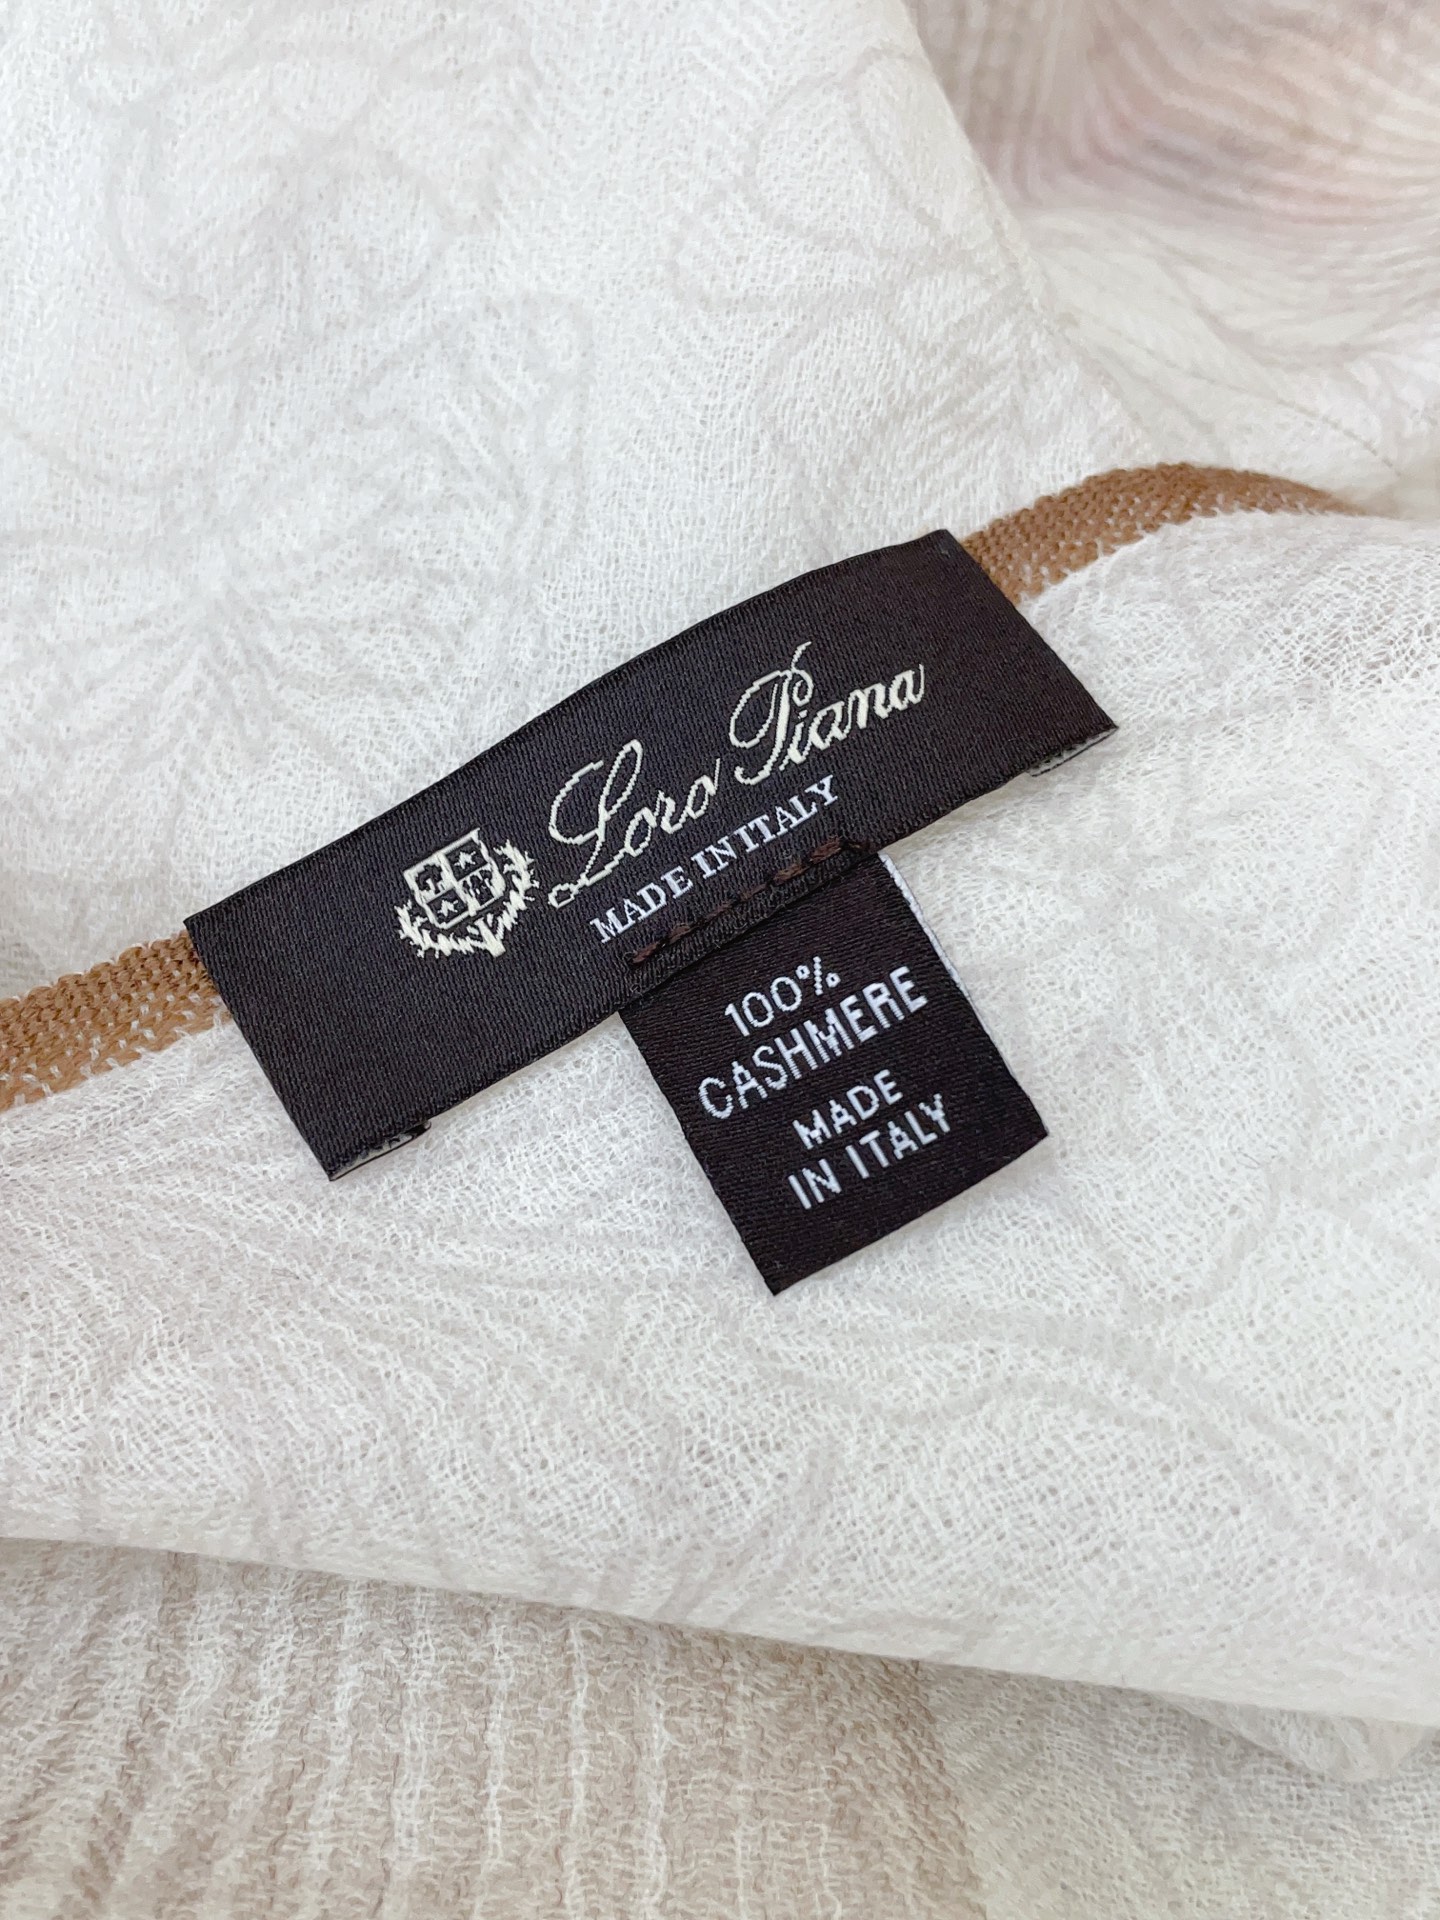 Loro Piana
MADE IN ITALY
100%
CASHMERE
MADE
IN ITALY